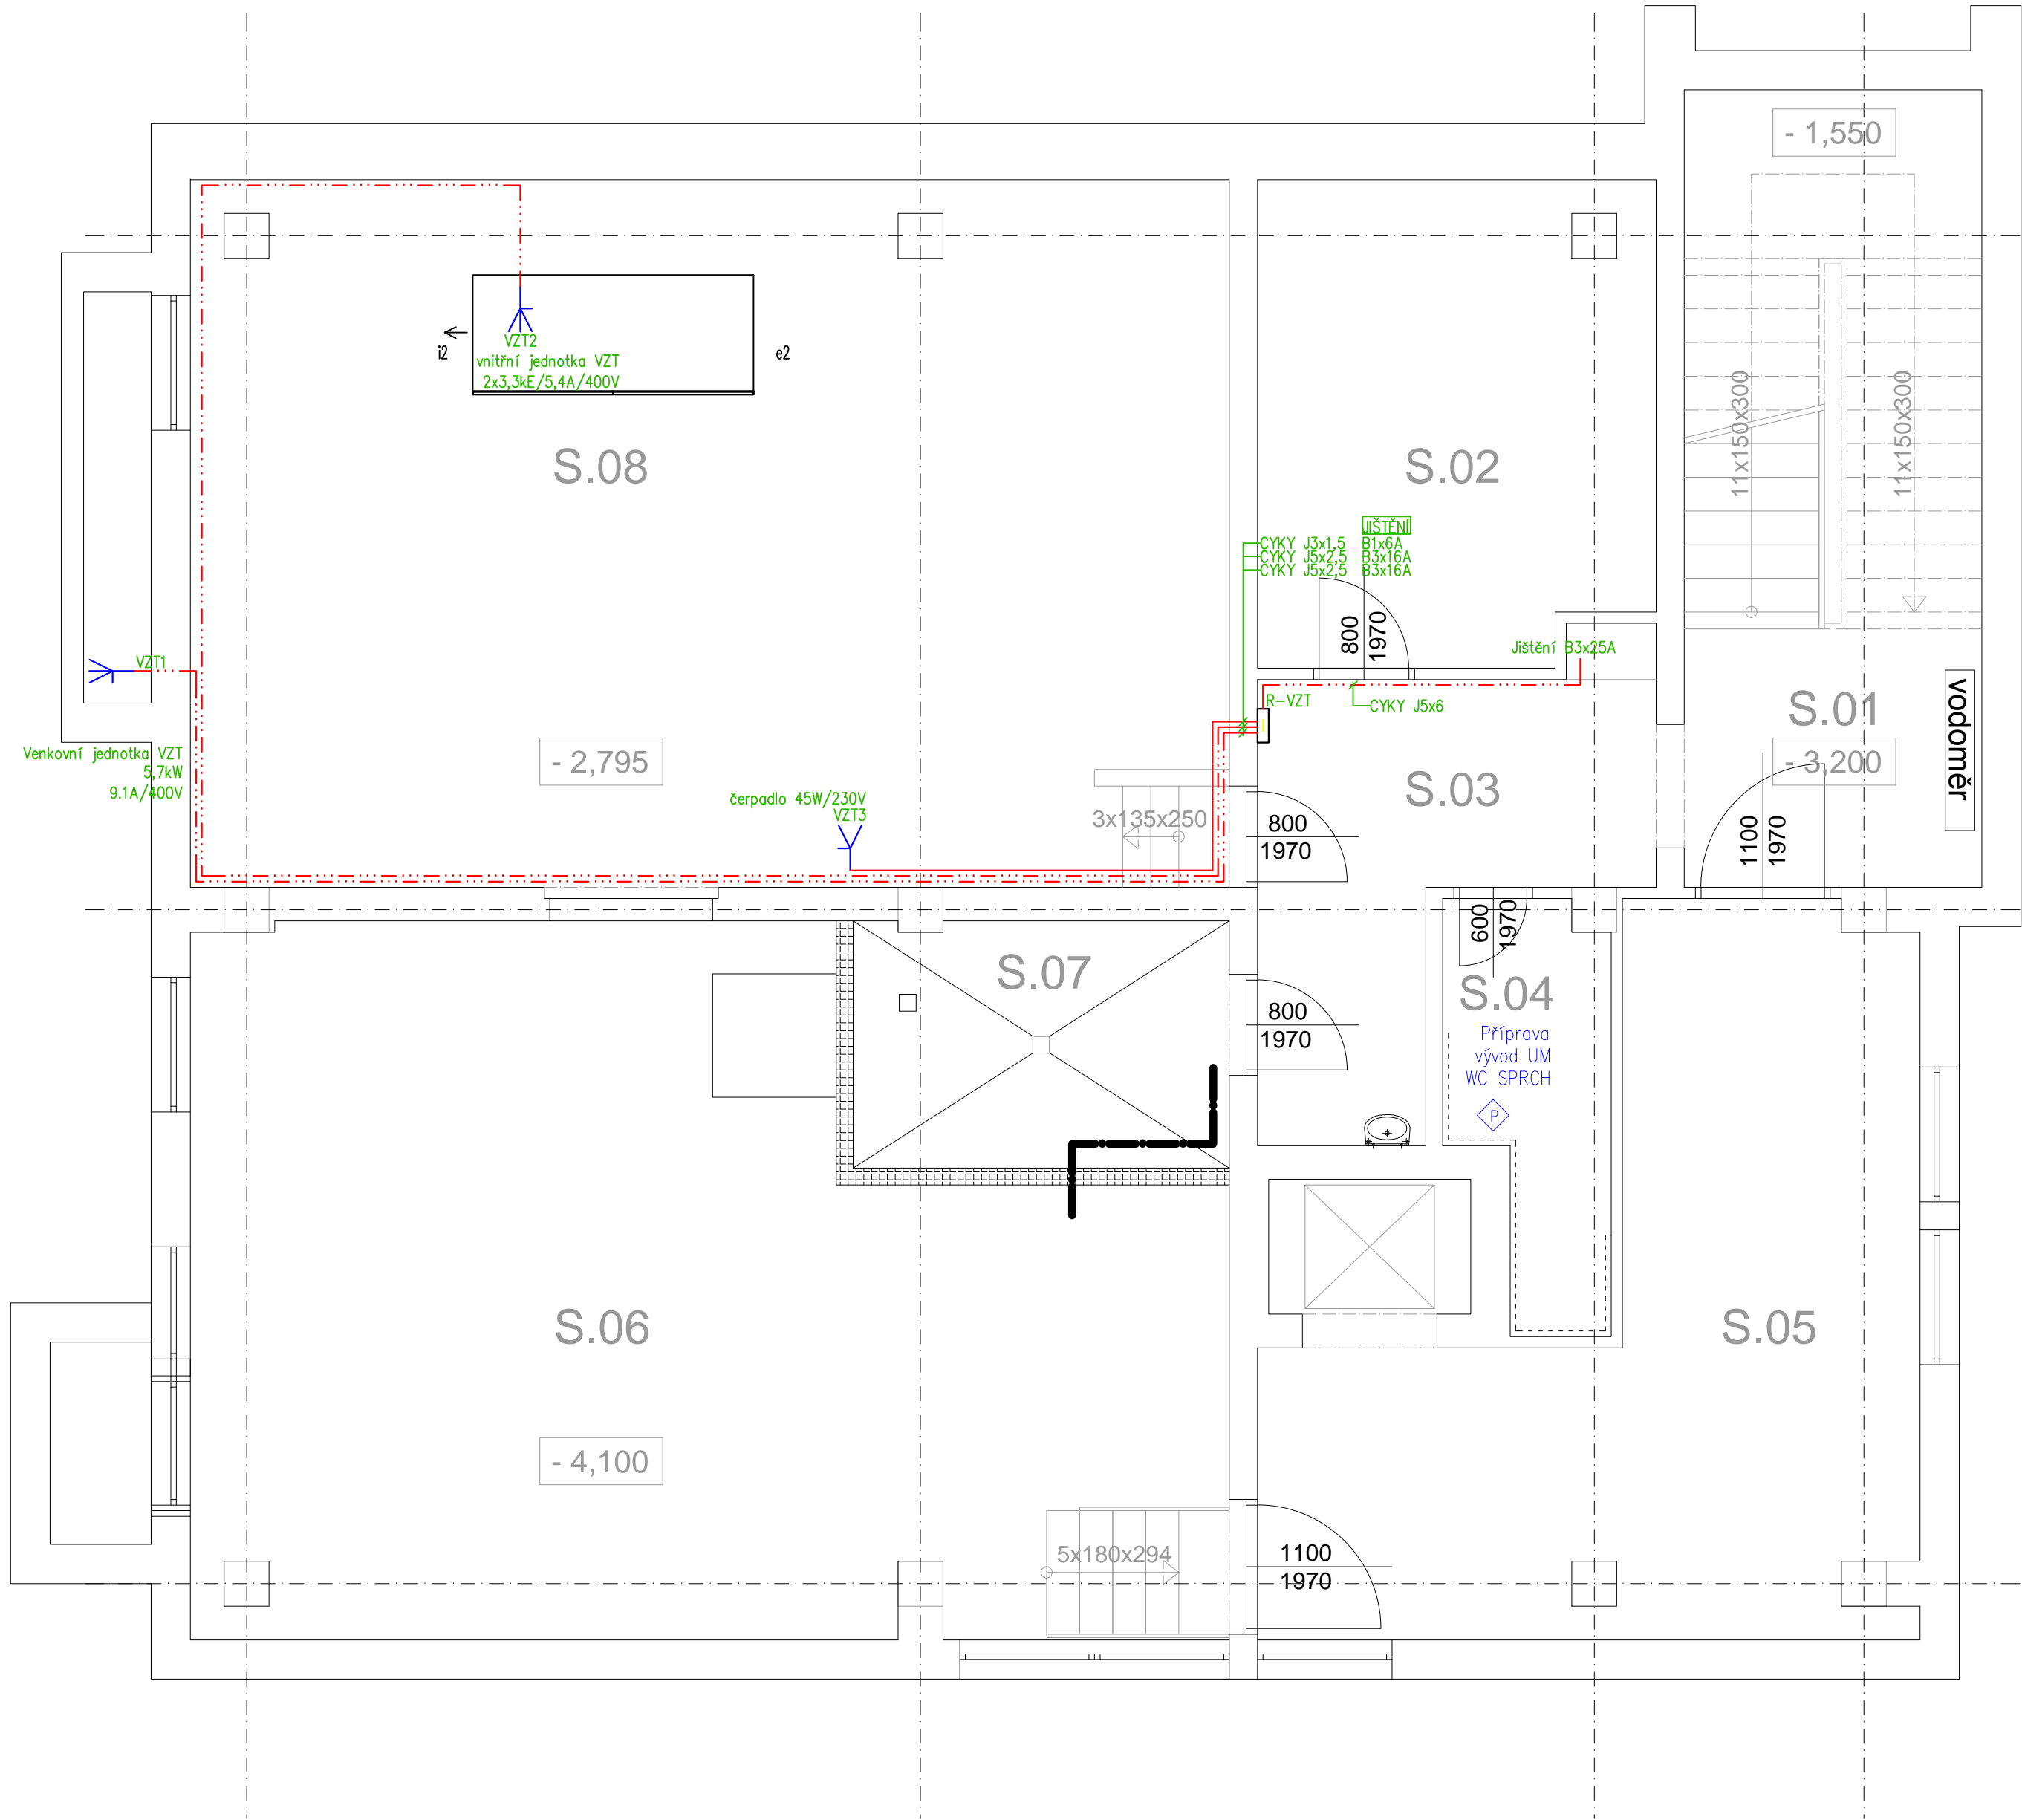 - 1,550
11x150x300
11x150x300
VZT2
vnitřní jednotka VZT
2x3,3kE/5,4A/400V
i2
e2
S.08
S.02
JIŠTĚNÍ
CYKY J3x1,5 B1x6A
CYKY J5x2,5 B3x16A
CYKY J5x2,5 B3x16A
800
1970
Jištění B3x25A
VZT1
R-VZT
CYKY J5x6
S.01
- 3,200
vodoměr
Venkovní jednotka VZT
5,7kW
9.1A/400V
- 2,795
čerpadlo 45W/230V
VZT3
3x135x250
S.03
800
1970
1100
1970
600
1970
S.07
S.04
800
1970
Příprava
vývod UM
WC SPRCH
P
S.06
S.05
- 4,100
5x180x294
1100
1970